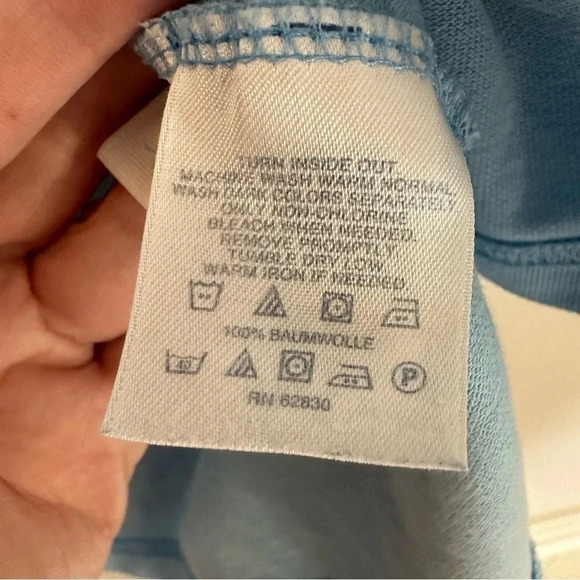 TURN INSIDE OUT
MACHINE WASH WARM NORMAL
WASH DARK COLORS SEPARATELY
ONLY NON-CHLORINE
BLEACH WHEN NEEDED.
REMOVE PROMPTLY
TUMBLE DRY LOW
WARM IRON IF NEEDED.
100% BAUMWOLLE
40 P
RN 62830